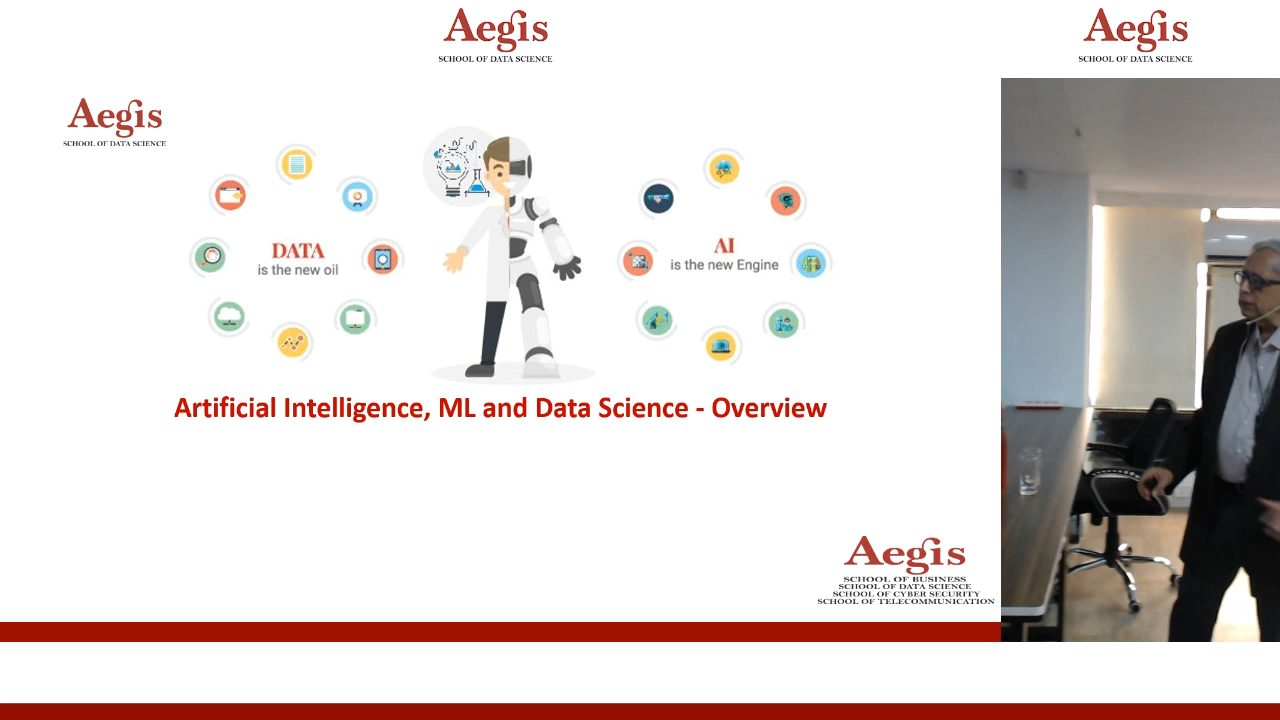 Aegis
SCHOOL OF DATA SCIENCE
Aegis
SCHOOL OF DATA SCIENCE
Aegis
SCHOOL OF DATA SCIENCE
DATA
is the new oil
AI
is the new Engine
Artificial Intelligence, ML and Data Science - Overview
Aegis
SCHOOL OF BUSINESS
SCHOOL OF DATA SCIENCE
SCHOOL OF CYBER SECURITY
SCHOOL OF TELECOMMUNICATION